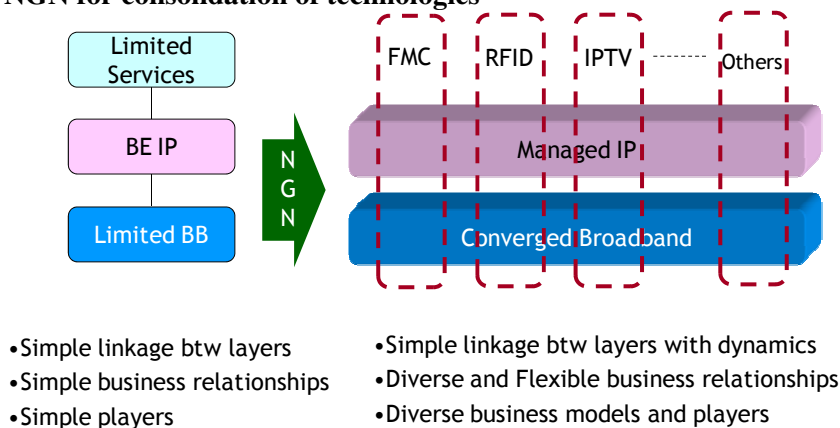 NGN for consolidation of technologies
Limited
Services
BE IP
Limited BB
N
G
N
FMC
RFID
IPTV
Others
Managed IP
Converged Broadband
•Simple linkage btw layers
•Simple business relationships
•Simple players
•Simple linkage btw layers with dynamics
•Diverse and Flexible business relationships
•Diverse business models and players